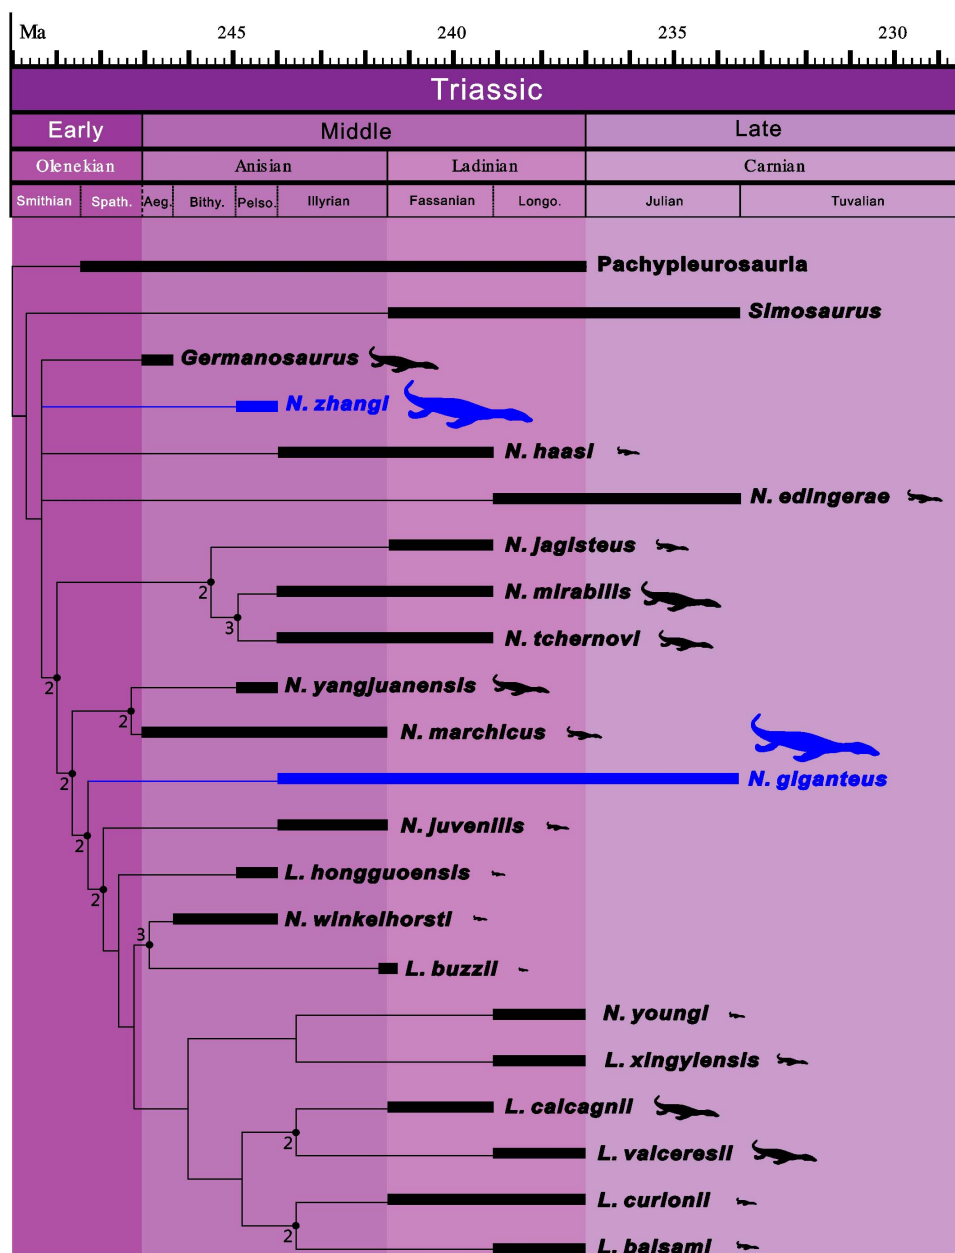 Ma 245 240 235 230
Triassic
Early Middle Late
Olenekian Anisian Ladinian Carnian
Smithian Spath. Aeg. Bithy. Pelso. Illyrian Fassanian Longo. Julian Tuvalian
Pachypleurosauria
Simosaurus
Germanosaurus
N. zhangi
N. haasi
N. edingerae
N. jagisteus
2
N. mirabilis
3
N. tchernovi
2
N. yangjuanensis
2
N. marchicus
2
N. giganteus
2
N. juvenilis
L. hongguoensis
2
N. winkelhorsti
3
L. buzzii
N. youngi
L. xingyiensis
L. calcagnii
2
L. valceresii
L. curionii
2
L. balsami